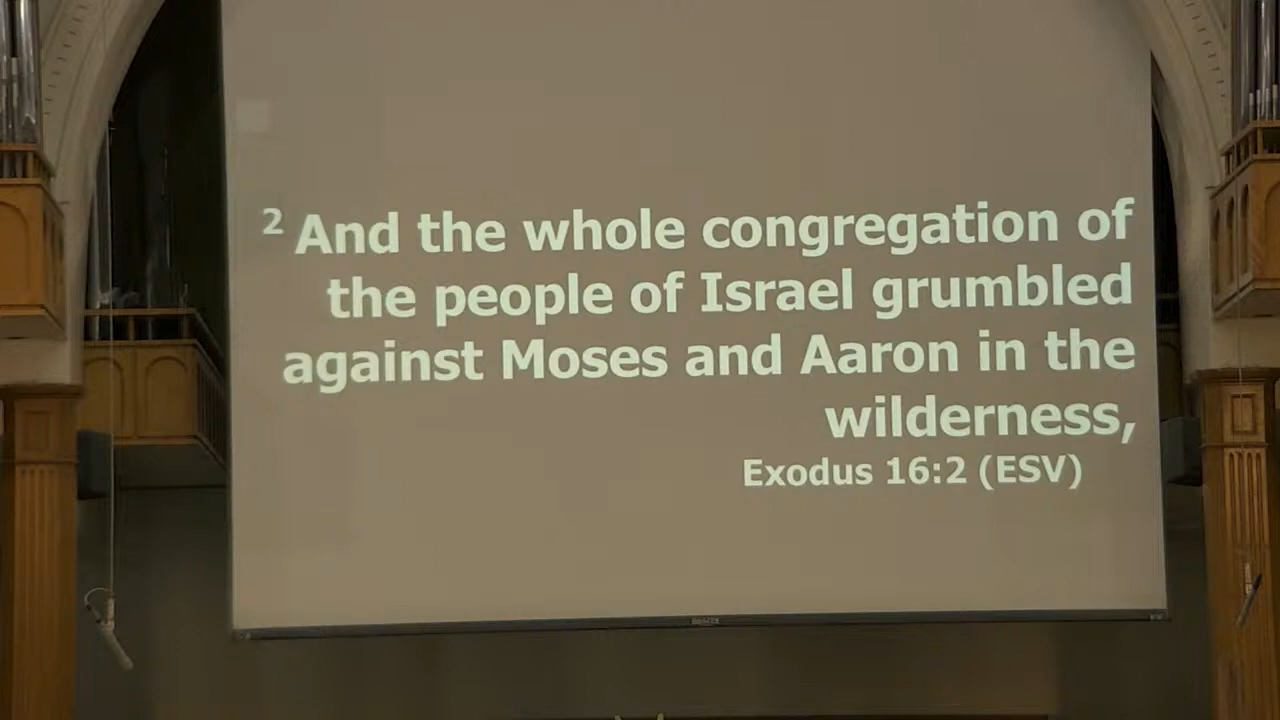 2 And the whole congregation of
the people of Israel grumbled
against Moses and Aaron in the
wilderness,
Exodus 16:2 (ESV)